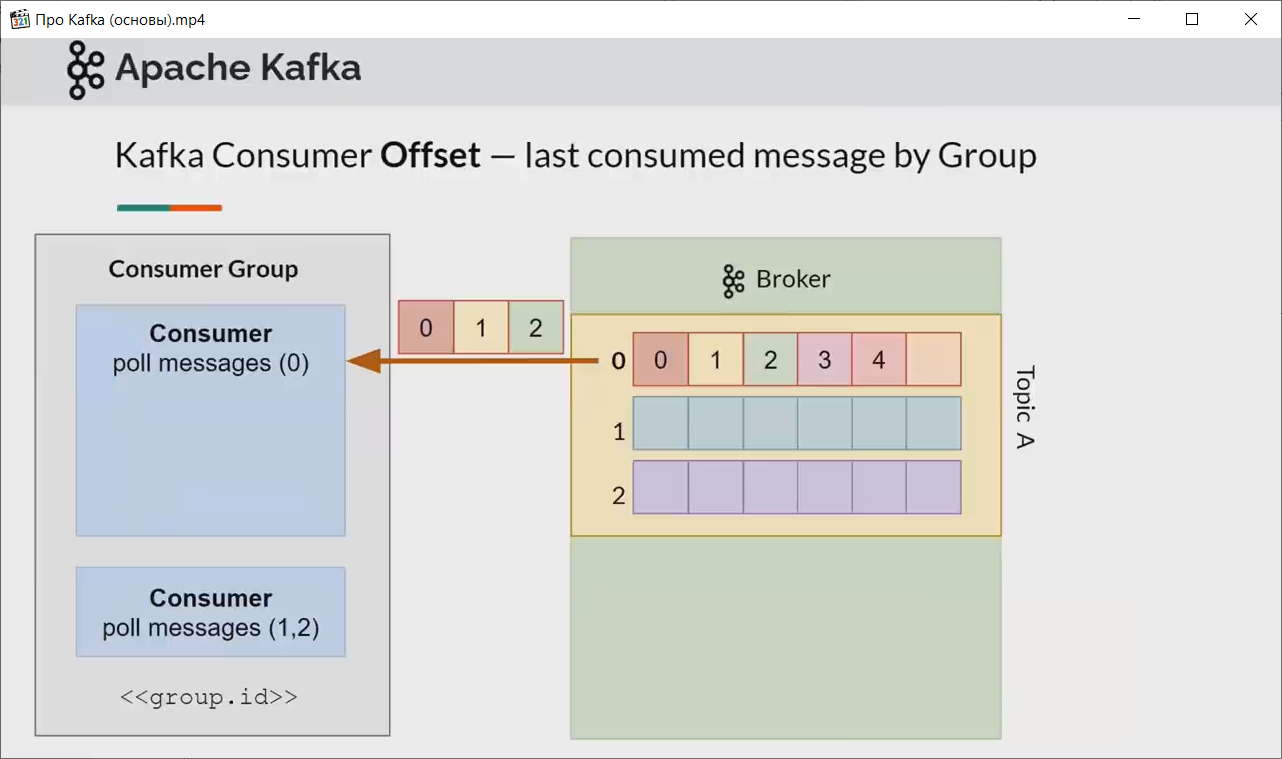 Про Kafka (основы).mp4
Apache Kafka
Kafka Consumer Offset — last consumed message by Group
Consumer Group
Consumer
poll messages (0)
Consumer
poll messages (1,2)
<<group.id>>
0 1 2
Broker
0 0 1 2 3 4
1
2
Topic A